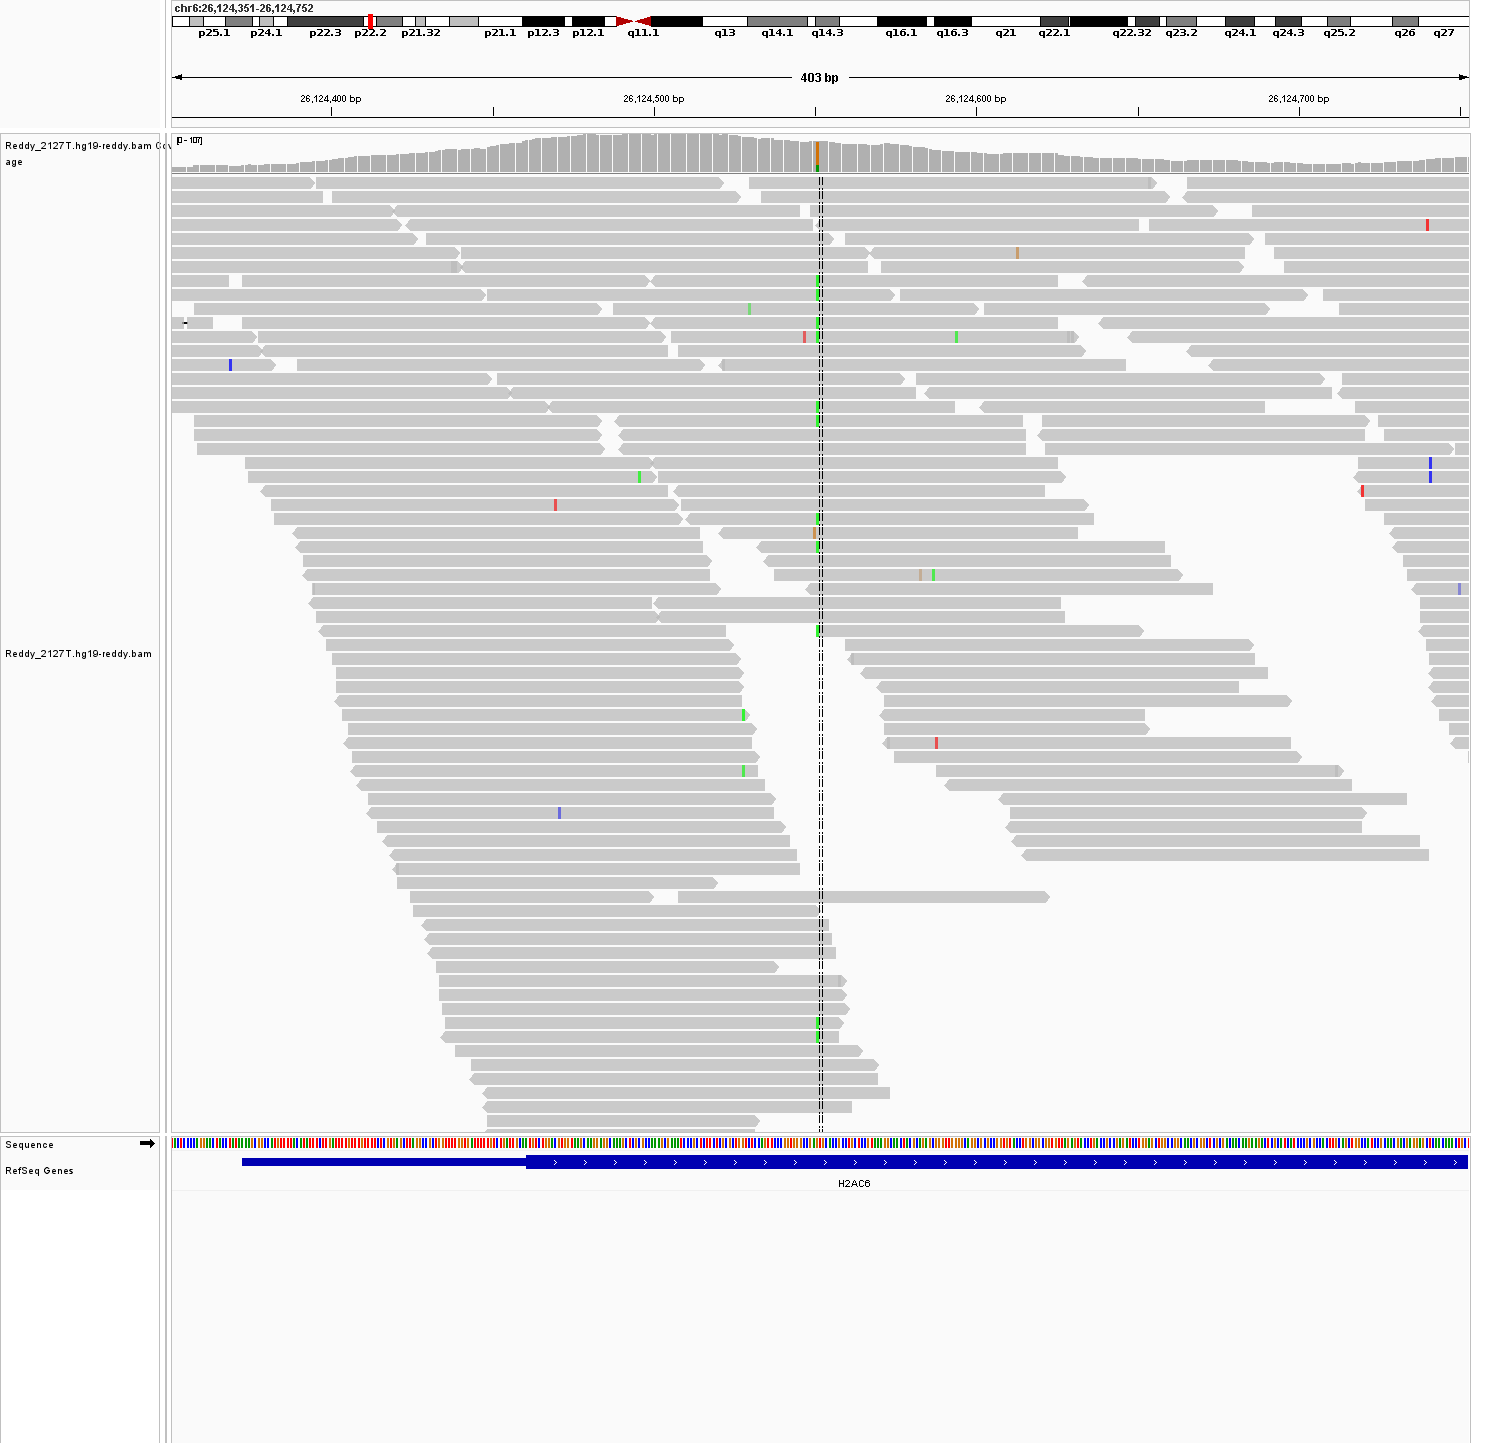 chr6:26,124,351-26,124,752
p25.1 p24.1 p22.3 p22.2 p21.32 p21.1 p12.3 p12.1 q11.1 q13 q14.1 q14.3 q16.1 q16.3 q21 q22.1 q22.32 q23.2 q24.1 q24.3 q25.2 q26 q27
403 bp
26,124,400 bp 26,124,500 bp 26,124,600 bp 26,124,700 bp
[0 - 107]
Reddy_2127T.hg19-reddy.bam Cov
age
Reddy_2127T.hg19-reddy.bam
Sequence
RefSeq Genes
H2AC6